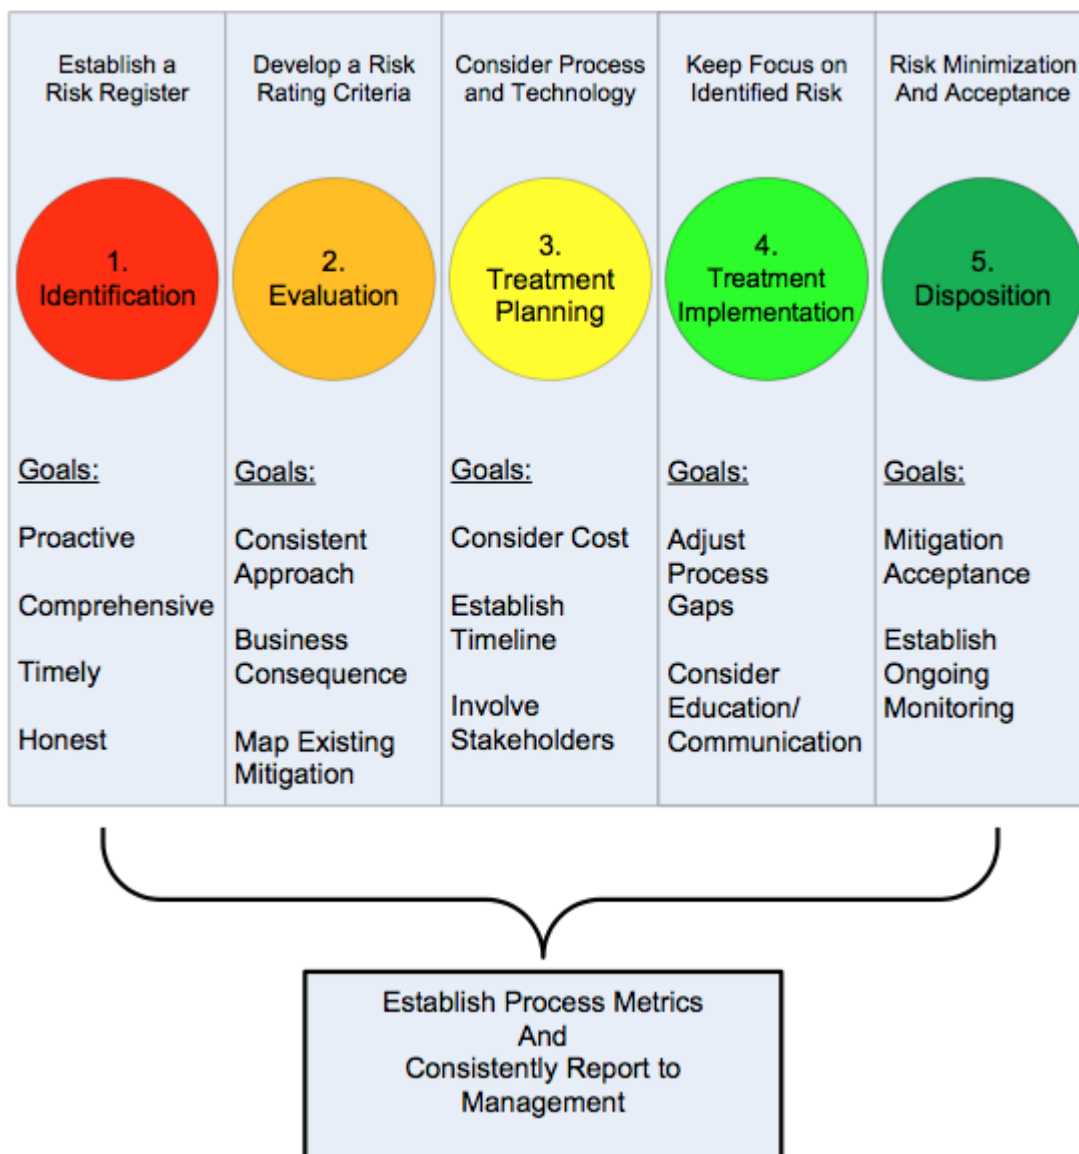 Establish a
Risk Register
Develop a Risk
Rating Criteria
Consider Process
and Technology
Keep Focus on
Identified Risk
Risk Minimization
And Acceptance
1.
Identification
2.
Evaluation
3.
Treatment
Planning
4.
Treatment
Implementation
5.
Disposition
Goals:
Proactive
Comprehensive
Timely
Honest
Goals:
Consistent
Approach
Business
Consequence
Map Existing
Mitigation
Goals:
Consider Cost
Establish
Timeline
Involve
Stakeholders
Goals:
Adjust
Process
Gaps
Consider
Education/
Communication
Goals:
Mitigation
Acceptance
Establish
Ongoing
Monitoring
Establish Process Metrics
And
Consistently Report to
Management